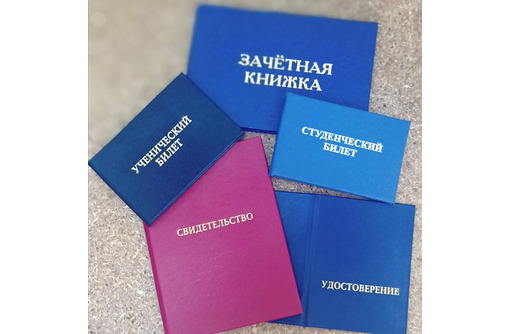 ЗАЧЁТНАЯ
КНИЖКА
УЧЕНИЧЕСКИЙ
БИЛЕТ
СТУДЕНЧЕСКИЙ
БИЛЕТ
СВИДЕТЕЛЬСТВО
УДОСТОВЕРЕНИЕ